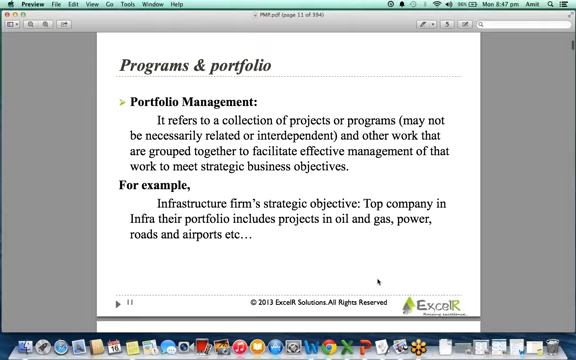 Preview File Edit View Go Tools Window Help
96% Mon 8:47 pm Amit
PMP.pdf (page 11 of 394)
Programs & portfolio
Portfolio Management:
It refers to a collection of projects or programs (may not
be necessarily related or interdependent) and other work that
are grouped together to facilitate effective management of that
work to meet strategic business objectives.
For example,
Infrastructure firm's strategic objective: Top company in
Infra their portfolio includes projects in oil and gas, power,
roads and airports etc...
11
© 2013 ExcelR Solutions.All Rights Reserved
ExcelR